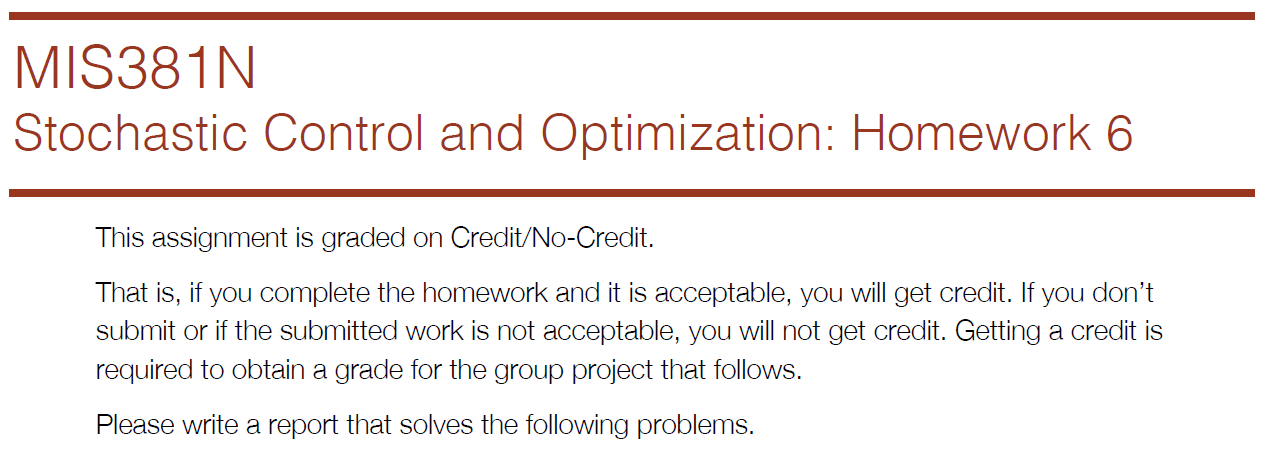 MIS381N
Stochastic Control and Optimization: Homework 6
This assignment is graded on Credit/No-Credit.
That is, if you complete the homework and it is acceptable, you will get credit. If you don’t
submit or if the submitted work is not acceptable, you will not get credit. Getting a credit is
required to obtain a grade for the group project that follows.
Please write a report that solves the following problems.